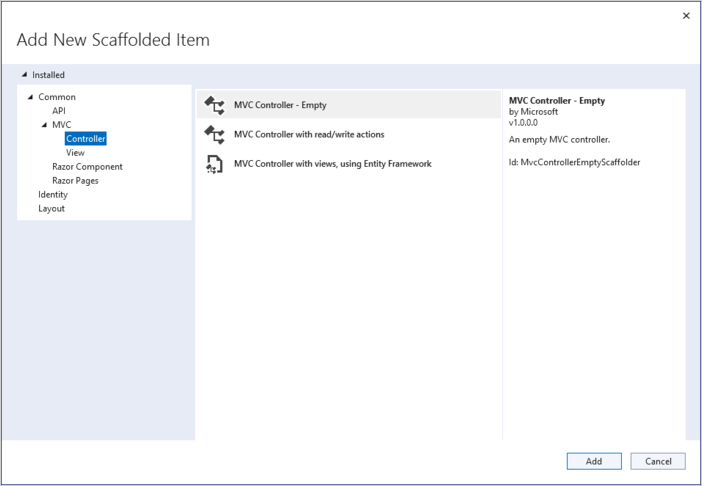 Add New Scaffolded Item
Installed
Common
API
MVC
Controller
View
Razor Component
Razor Pages
Identity
Layout
MVC Controller - Empty
MVC Controller with read/write actions
MVC Controller with views, using Entity Framework
MVC Controller - Empty
by Microsoft
v1.0.0.0
An empty MVC controller.
Id: MvcControllerEmptyScaffolder
Add
Cancel